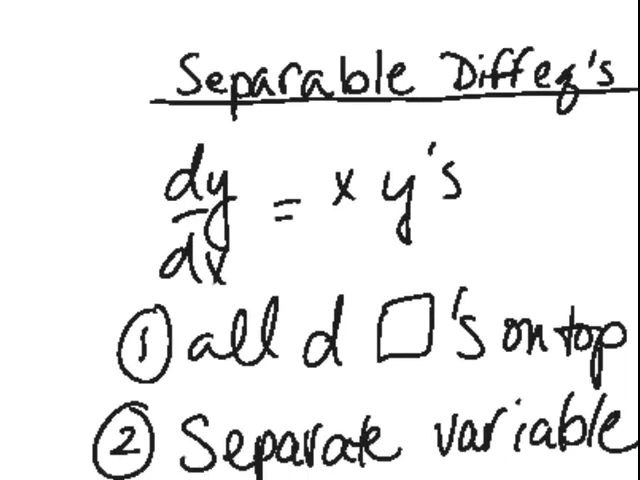 Separable Diffeq's
dy/dx = x y's
① all d □'s on top
② Separate variable